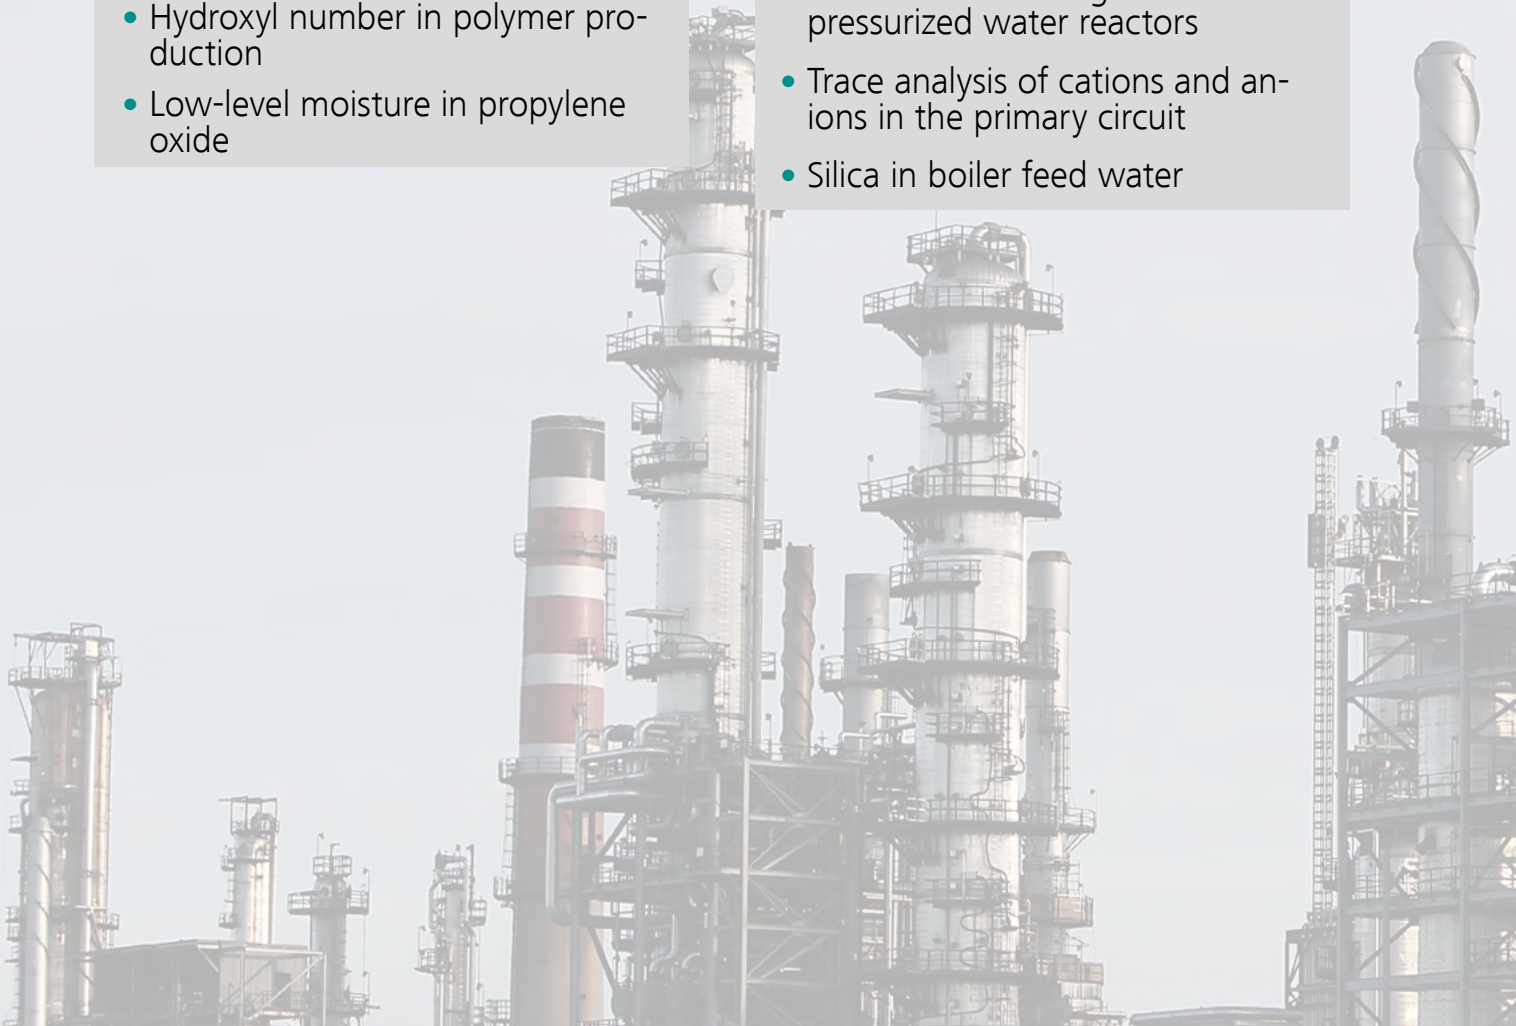 • Hydroxyl number in polymer pro-
duction
• Low-level moisture in propylene
oxide
pressurized water reactors
• Trace analysis of cations and an-
ions in the primary circuit
• Silica in boiler feed water